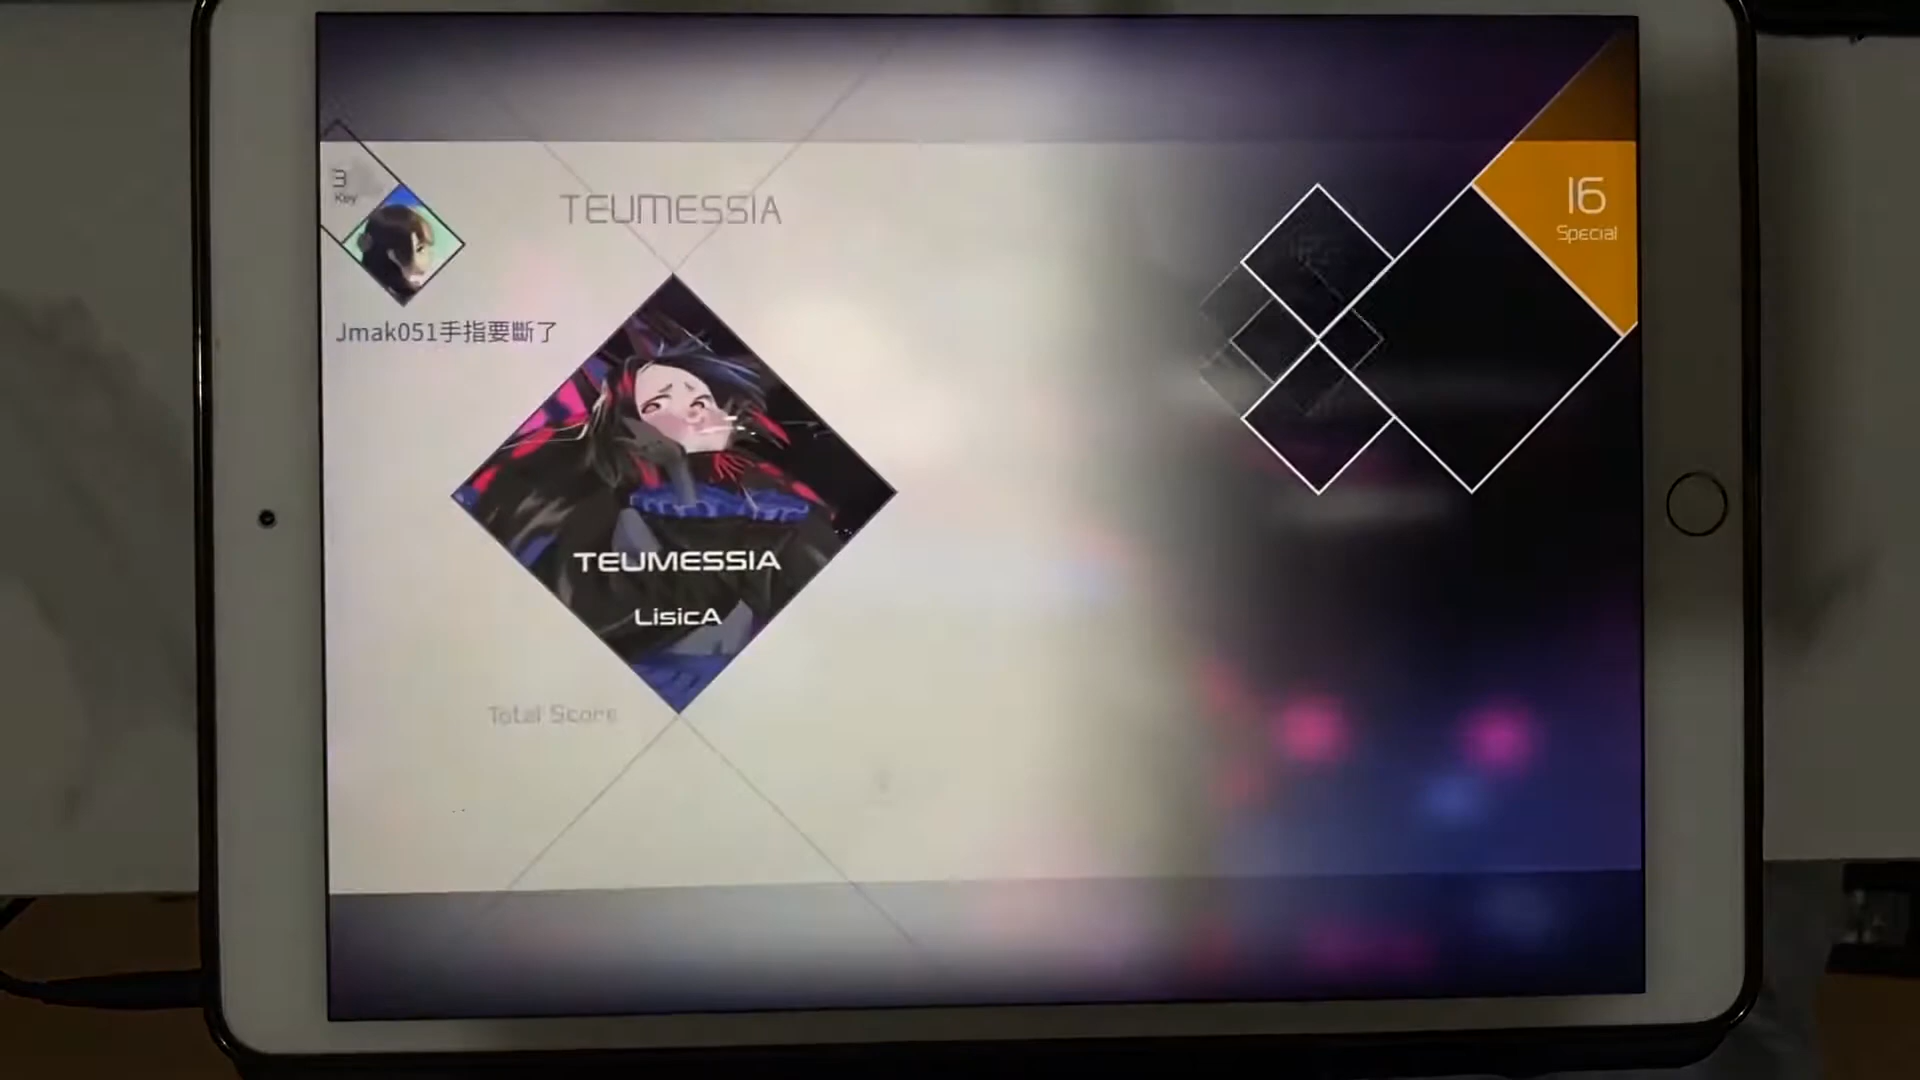 3
Key
TEUMESSIA
16
Special
Jmak051手指要斷了
TEUMESSIA
LisicA
Total Score